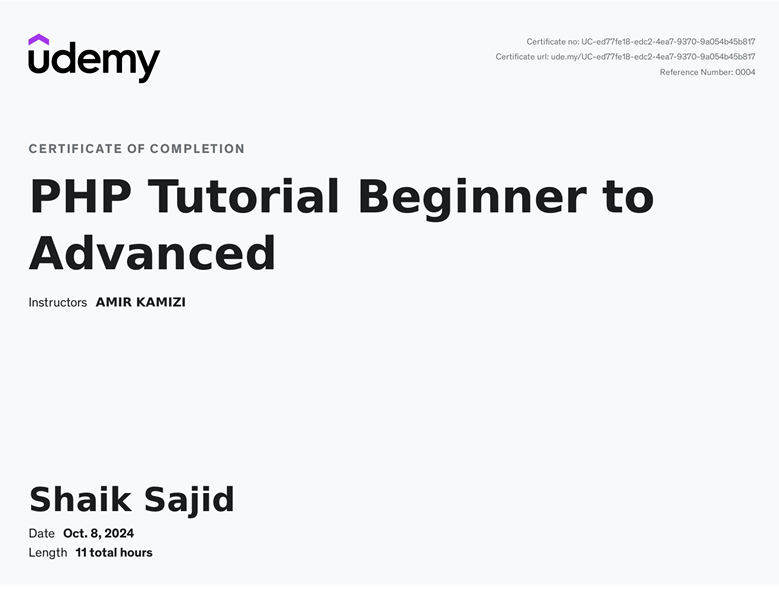 udemy
Certificate no: UC-ed77fe18-edc2-4ea7-9370-9a054b45b817
Certificate url: ude.my/UC-ed77fe18-edc2-4ea7-9370-9a054b45b817
Reference Number: 0004
CERTIFICATE OF COMPLETION
PHP Tutorial Beginner to
Advanced
Instructors AMIR KAMIZI
Shaik Sajid
Date Oct. 8, 2024
Length 11 total hours